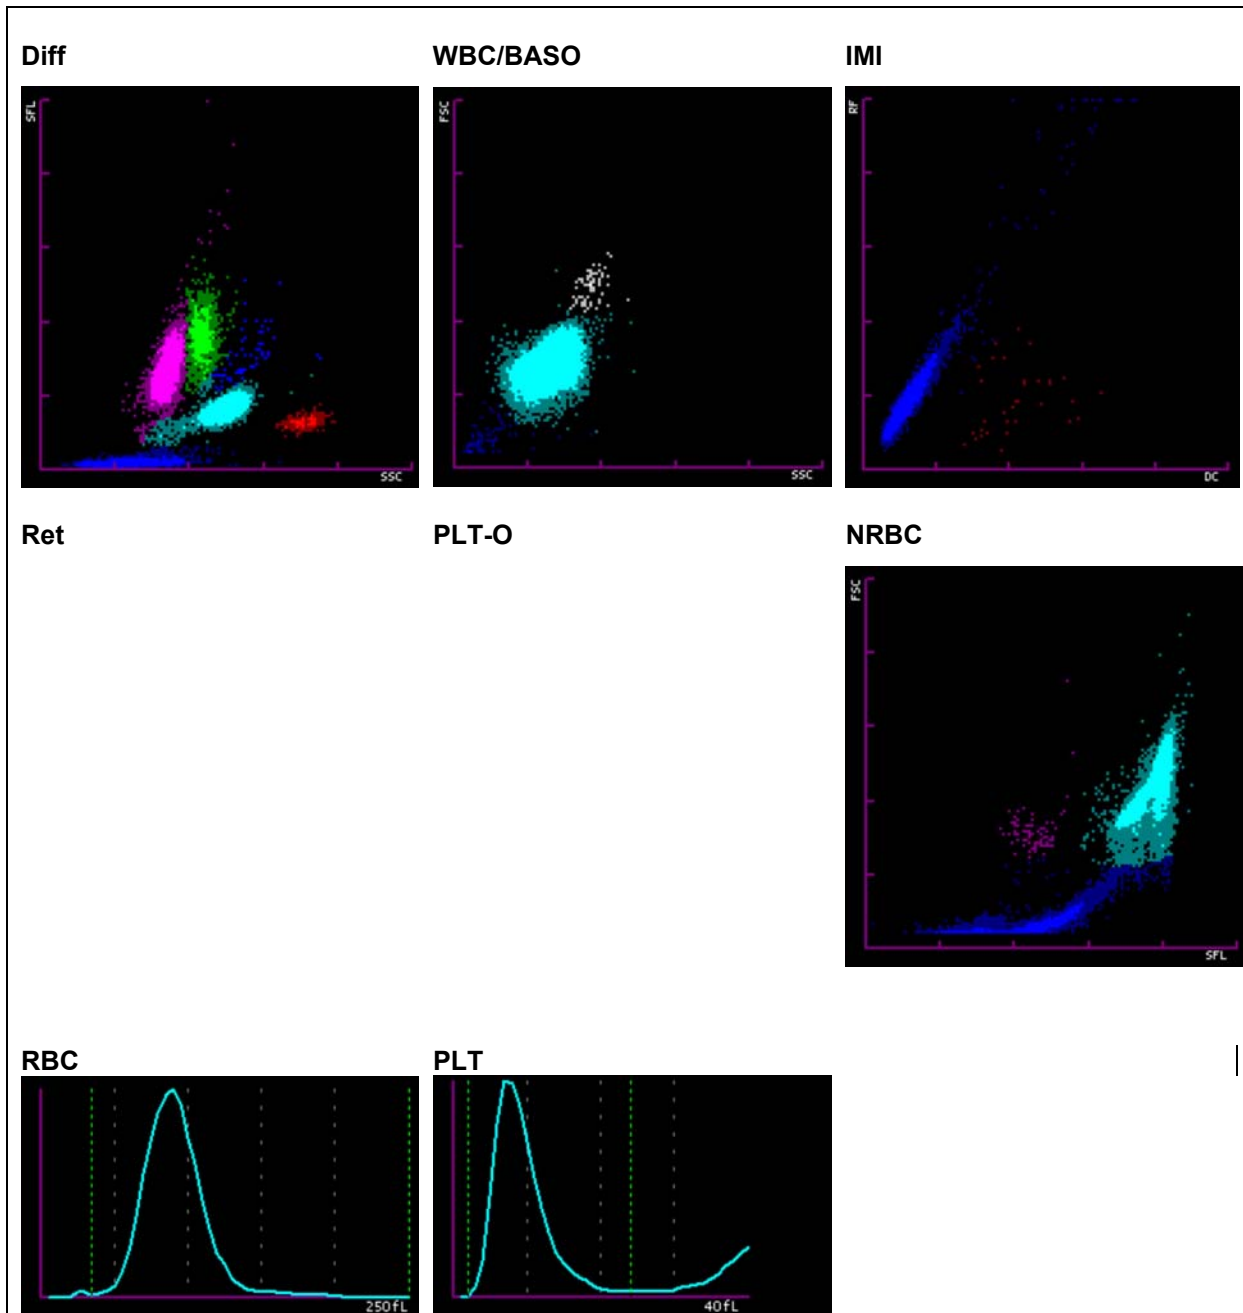 Diff
WBC/BASO
IMI
SFL
SSC
FSC
SSC
RF
DC
Ret
PLT-O
NRBC
FSC
SFL
RBC
PLT
250fL
40fL